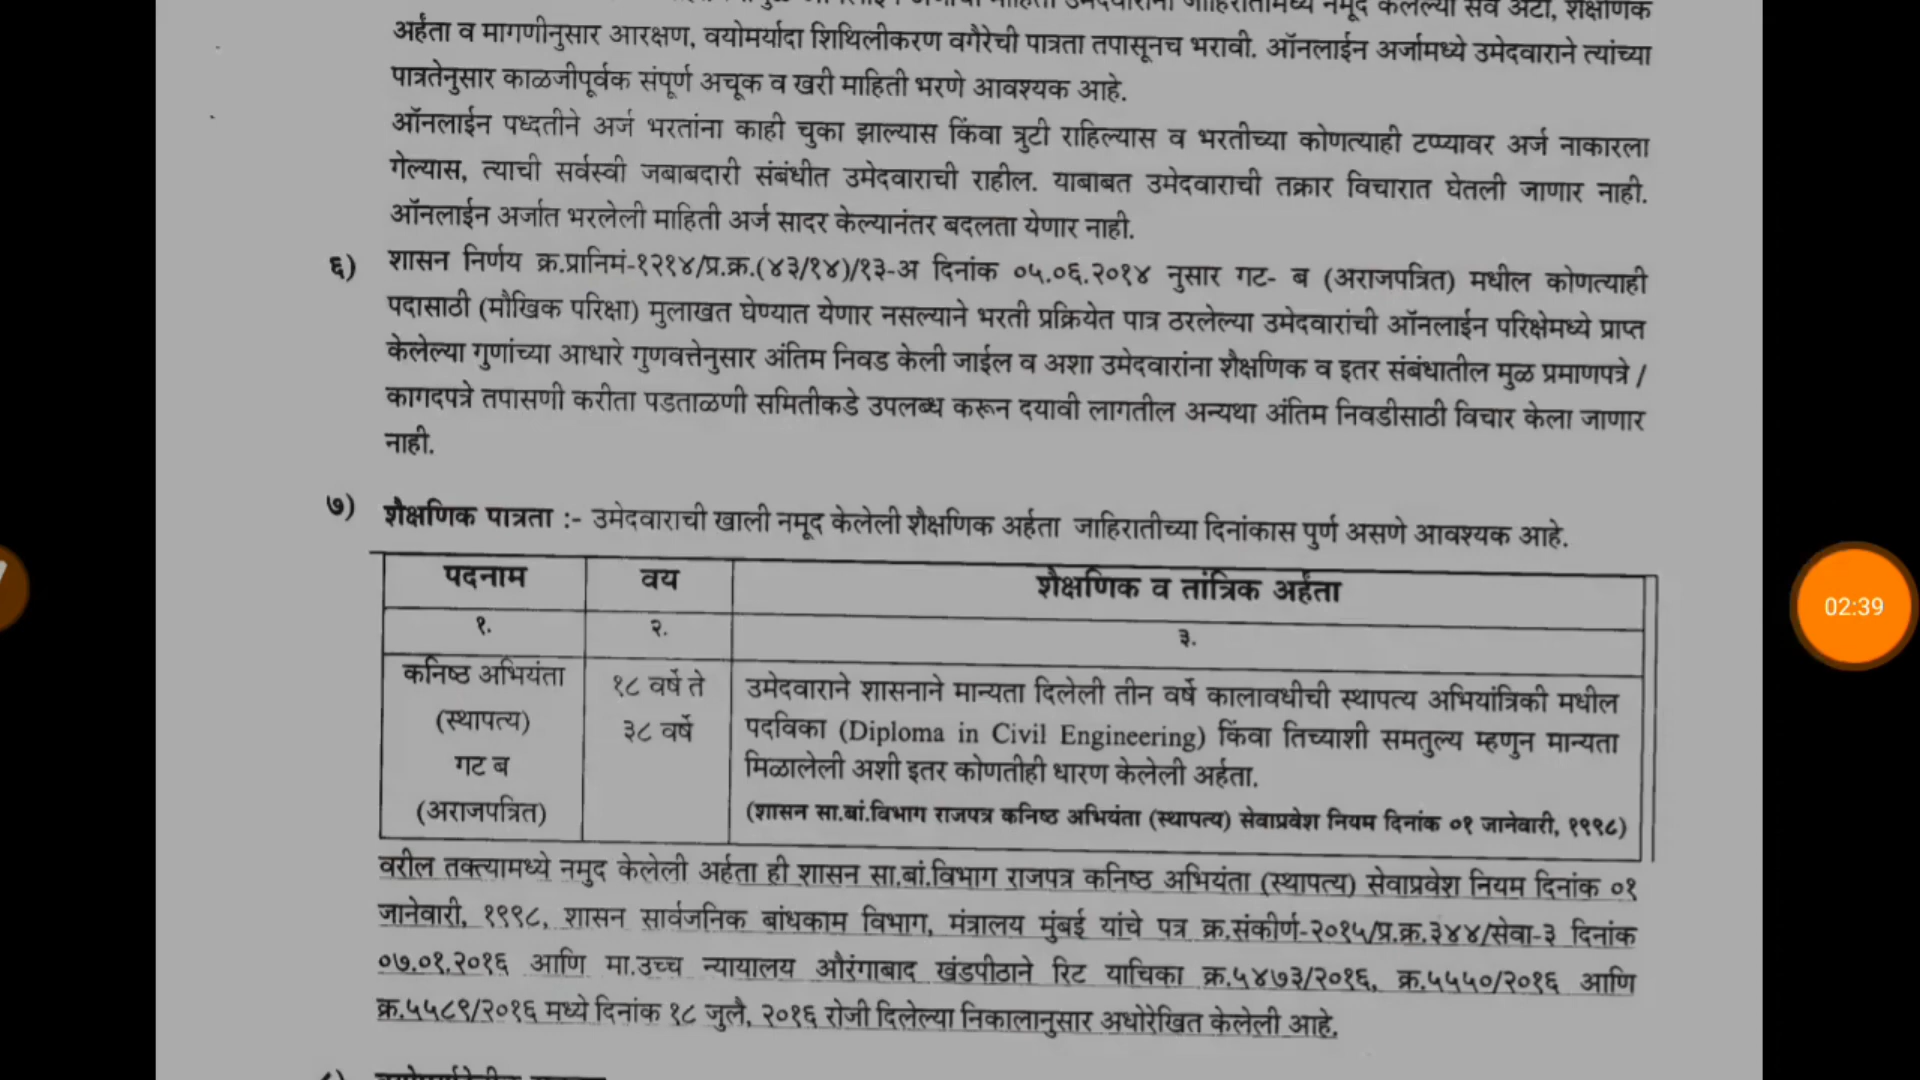 जाहिरातीमध्ये नमूद केलेल्या सर्व अटी, शैक्षणिक
अर्हता व मागणीनुसार आरक्षण, वयोमर्यादा शिथिलीकरण वगैरेची पात्रता तपासूनच भरावी. ऑनलाईन अर्जामध्ये उमेदवाराने त्यांच्या
पात्रतेनुसार काळजीपूर्वक संपूर्ण अचूक व खरी माहिती भरणे आवश्यक आहे.
ऑनलाईन पध्दतीने अर्ज भरतांना काही चुका झाल्यास किंवा त्रुटी राहिल्यास व भरतीच्या कोणत्याही टप्प्यावर अर्ज नाकारला
गेल्यास, त्याची सर्वस्वी जबाबदारी संबंधीत उमेदवाराची राहील. याबाबत उमेदवाराची तक्रार विचारात घेतली जाणार नाही.
ऑनलाईन अर्जात भरलेली माहिती अर्ज सादर केल्यानंतर बदलता येणार नाही.
६) शासन निर्णय क्र.प्रानिमं-१२१४/प्र.क्र.(४३/१४)/१३-अ दिनांक ०५.०६.२०१४ नुसार गट- ब (अराजपत्रित) मधील कोणत्याही
पदासाठी (मौखिक परिक्षा) मुलाखत घेण्यात येणार नसल्याने भरती प्रक्रियेत पात्र ठरलेल्या उमेदवारांची ऑनलाईन परिक्षेमध्ये प्राप्त
केलेल्या गुणांच्या आधारे गुणवत्तेनुसार अंतिम निवड केली जाईल व अशा उमेदवारांना शैक्षणिक व इतर संबंधातील मुळ प्रमाणपत्रे /
कागदपत्रे तपासणी करीता पडताळणी समितीकडे उपलब्ध करून दयावी लागतील अन्यथा अंतिम निवडीसाठी विचार केला जाणार
नाही.
७) शैक्षणिक पात्रता :- उमेदवाराची खाली नमूद केलेली शैक्षणिक अर्हता जाहिरातीच्या दिनांकास पुर्ण असणे आवश्यक आहे.
पदनाम वय शैक्षणिक व तांत्रिक अर्हता
१. २. ३.
कनिष्ठ अभियंता १८ वर्षे ते उमेदवाराने शासनाने मान्यता दिलेली तीन वर्षे कालावधीची स्थापत्य अभियांत्रिकी मधील
(स्थापत्य) ३८ वर्षे पदविका (Diploma in Civil Engineering) किंवा तिच्याशी समतुल्य म्हणुन मान्यता
गट ब मिळालेली अशी इतर कोणतीही धारण केलेली अर्हता.
(अराजपत्रित) (शासन सा.बां.विभाग राजपत्र कनिष्ठ अभियंता (स्थापत्य) सेवाप्रवेश नियम दिनांक ०१ जानेवारी, १९९८)
वरील तक्त्यामध्ये नमुद केलेली अर्हता ही शासन सा.बां.विभाग राजपत्र कनिष्ठ अभियंता (स्थापत्य) सेवाप्रवेश नियम दिनांक ०१
जानेवारी, १९९८, शासन सार्वजनिक बांधकाम विभाग, मंत्रालय मुंबई यांचे पत्र क्र.संकीर्ण-२०१५/प्र.क्र.३४४/सेवा-३ दिनांक
०७.०१.२०१६ आणि मा.उच्च न्यायालय औरंगाबाद खंडपीठाने रिट याचिका क्र.५४७३/२०१६, क्र.५५५०/२०१६ आणि
क्र.५५८९/२०१६ मध्ये दिनांक १८ जुलै, २०१६ रोजी दिलेल्या निकालानुसार अधोरेखित केलेली आहे.
02:39